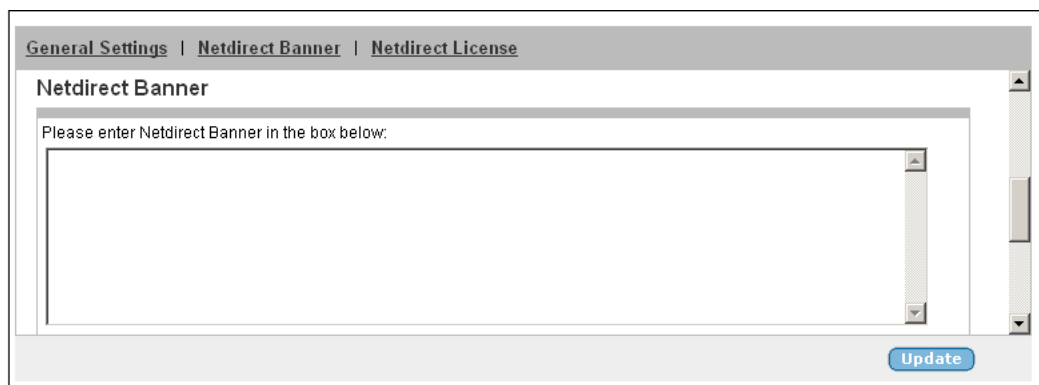 General Settings | Netdirect Banner | Netdirect License
Netdirect Banner
Please enter Netdirect Banner in the box below:
Update